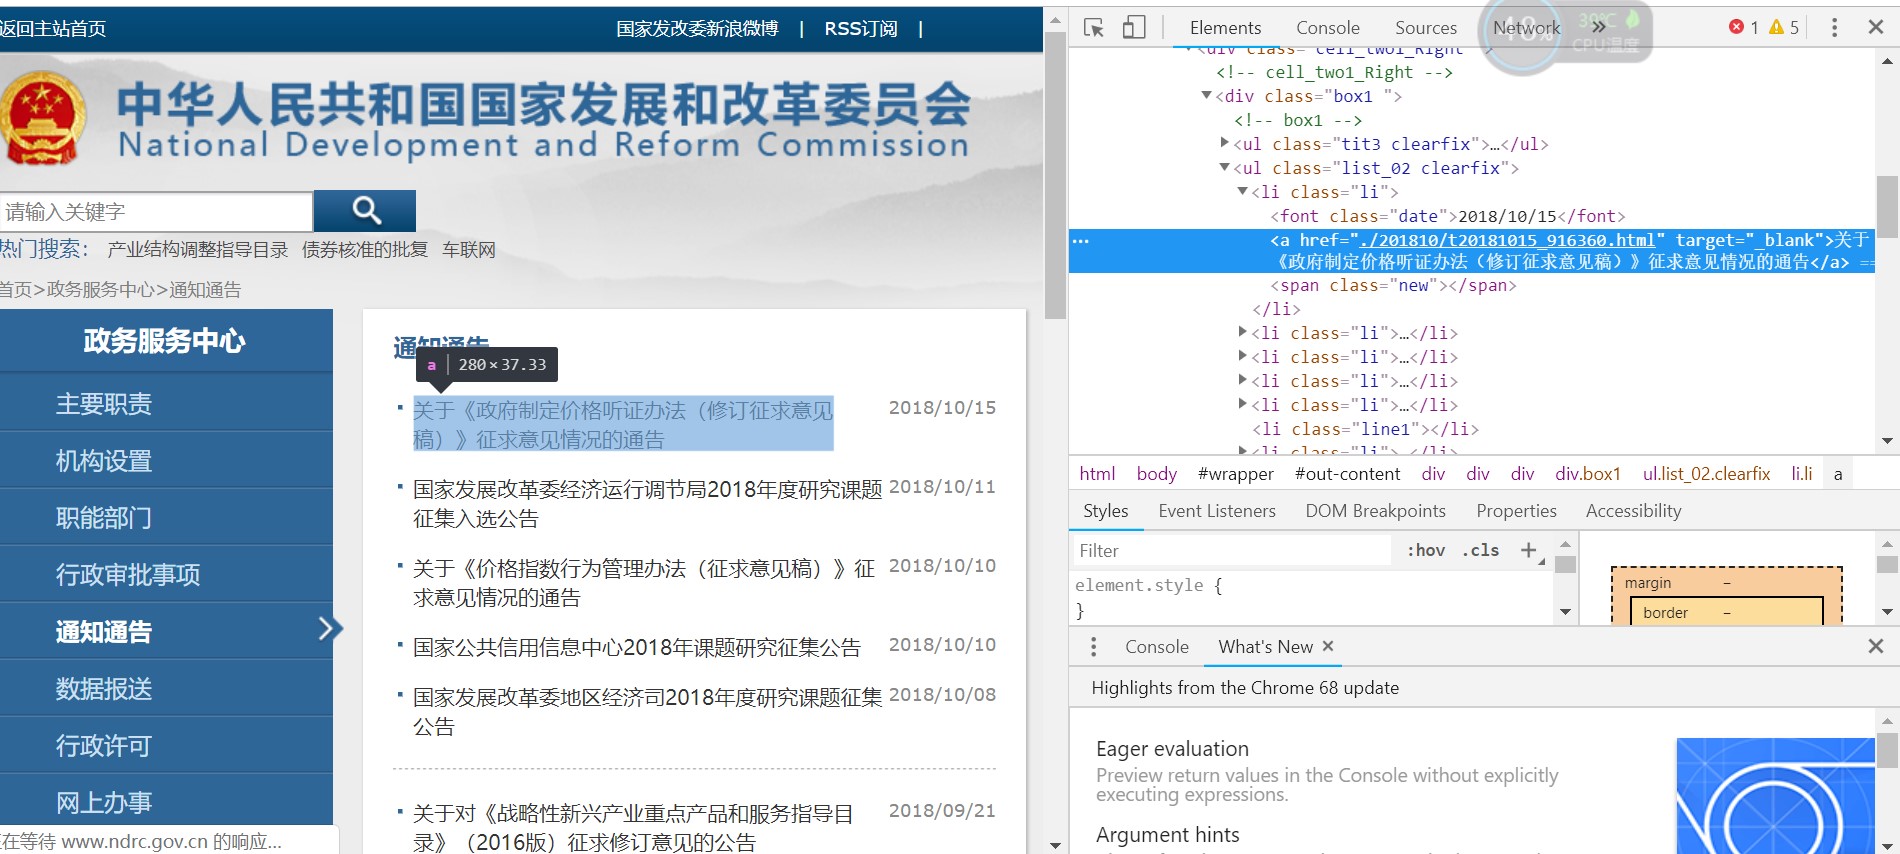 返回主站首页
国家发改委新浪微博 | RSS订阅 |
中华人民共和国国家发展和改革委员会
National Development and Reform Commission
请输入关键字
热门搜索： 产业结构调整指导目录 债券核准的批复 车联网
首页>政务服务中心>通知通告
政务服务中心
主要职责
机构设置
职能部门
行政审批事项
通知通告
数据报送
行政许可
网上办事
在等待 www.ndrc.gov.cn 的响应...
通知通告
a | 280×37.33
关于《政府制定价格听证办法（修订征求意见 2018/10/15
稿）》征求意见情况的通告
国家发展改革委经济运行调节局2018年度研究课题 2018/10/11
征集入选公告
关于《价格指数行为管理办法（征求意见稿）》征 2018/10/10
求意见情况的通告
国家公共信用信息中心2018年课题研究征集公告 2018/10/10
国家发展改革委地区经济司2018年度研究课题征集 2018/10/08
公告
关于对《战略性新兴产业重点产品和服务指导目 2018/09/21
录》（2016版）征求修订意见的公告
Elements Console Sources Network » 1 5
48%
39℃
CPU温度
<div class="cell_two1_Right ">
<!-- cell_two1_Right -->
<div class="box1 ">
<!-- box1 -->
<ul class="tit3 clearfix">…</ul>
<ul class="list_02 clearfix">
<li class="li">
<font class="date">2018/10/15</font>
<a href="./201810/t20181015_916360.html" target="_blank">关于
《政府制定价格听证办法（修订征求意见稿）》征求意见情况的通告</a> ==
<span class="new"></span>
</li>
<li class="li">…</li>
<li class="li">…</li>
<li class="li">…</li>
<li class="li">…</li>
<li class="line1"></li>
<li class="li">…</li>
html body #wrapper #out-content div div div div.box1 ul.list_02.clearfix li.li a
Styles Event Listeners DOM Breakpoints Properties Accessibility
Filter :hov .cls +
element.style {
}
margin -
border -
Console What's New ×
Highlights from the Chrome 68 update
Eager evaluation
Preview return values in the Console without explicitly
executing expressions.
Argument hints